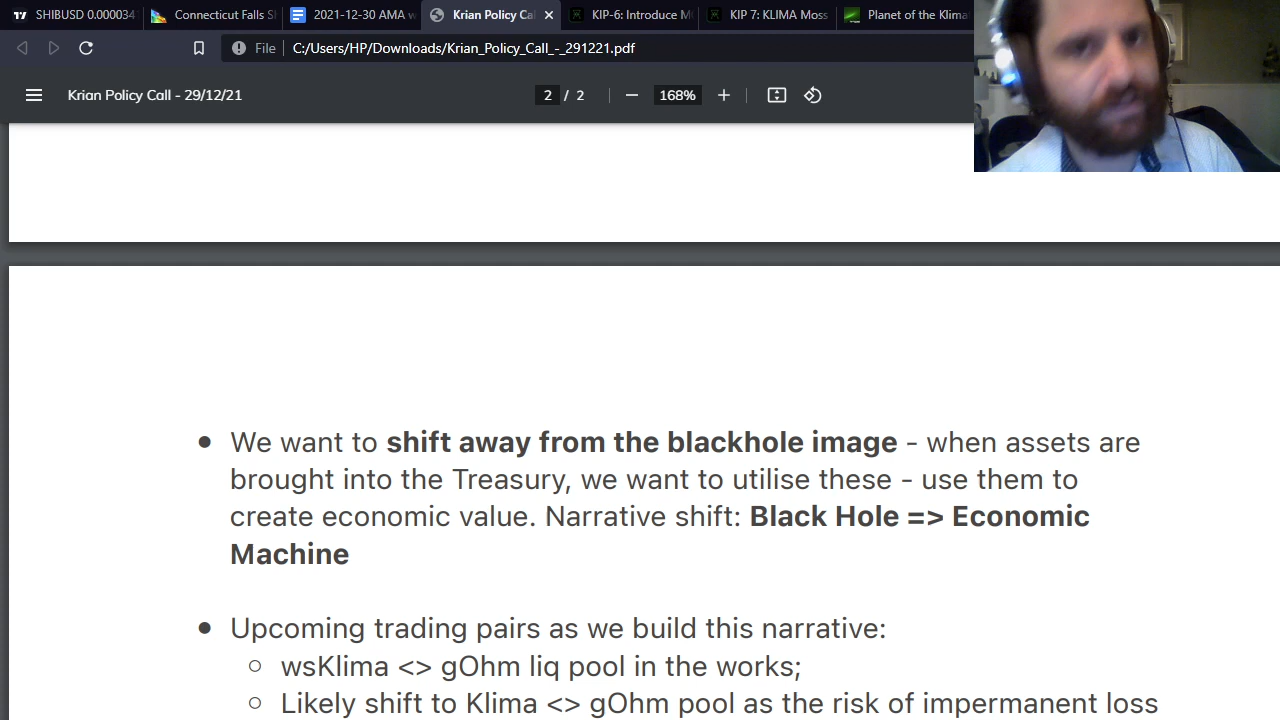 SHIBUSD 0.000034
Connecticut Falls S
2021-12-30 AMA w
Krian Policy Cal
KIP-6: Introduce M
KIP 7: KLIMA Moss
Planet of the Klima
File
C:/Users/HP/Downloads/Krian_Policy_Call_-_291221.pdf
Krian Policy Call - 29/12/21
2 / 2
168%
We want to shift away from the blackhole image - when assets are
brought into the Treasury, we want to utilise these - use them to
create economic value. Narrative shift: Black Hole => Economic
Machine
Upcoming trading pairs as we build this narrative:
wsKlima <> gOhm liq pool in the works;
Likely shift to Klima <> gOhm pool as the risk of impermanent loss